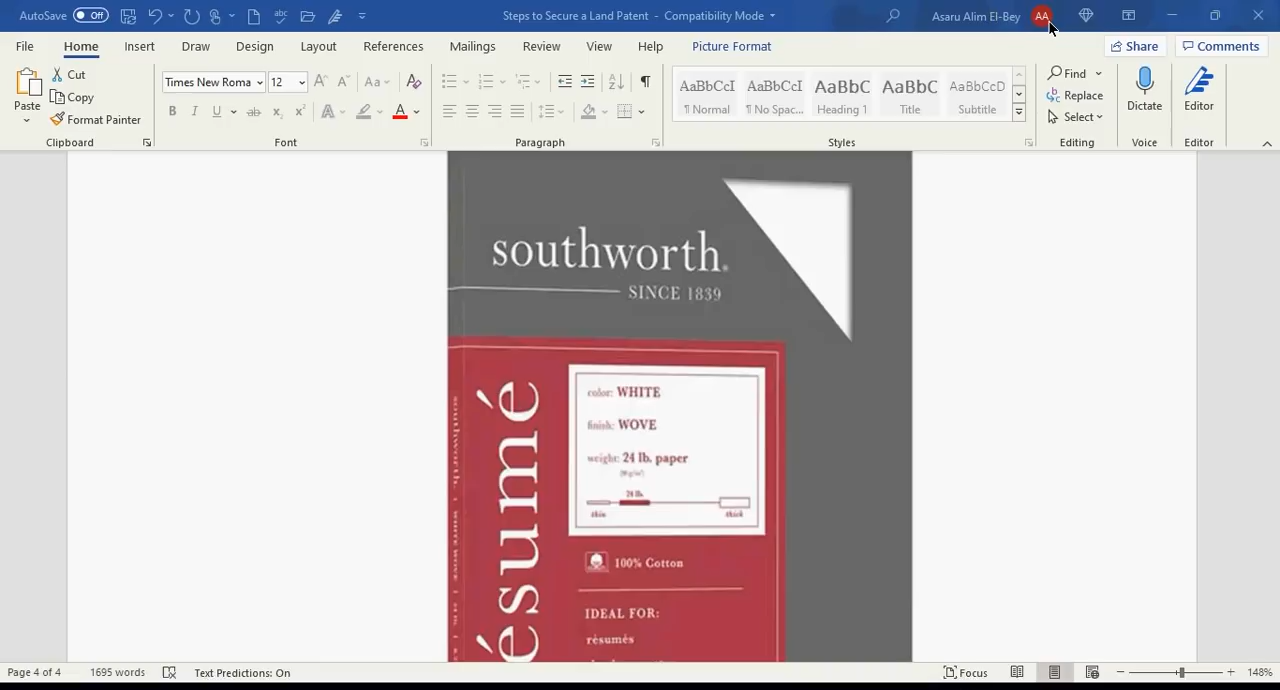 AutoSave Off Steps to Secure a Land Patent - Compatibility Mode Asaru Alim El-Bey AA
File Home Insert Draw Design Layout References Mailings Review View Help Picture Format Share Comments
Paste Cut Copy Format Painter
Times New Roma 12
AaBbCcI AaBbCcI AaBbC AaBbC AaBbCcD
¶ Normal ¶ No Spac... Heading 1 Title Subtitle
Find Replace Select
Dictate Editor
Clipboard Font Paragraph Styles Editing Voice Editor
southworth®
SINCE 1839
résumé
color: WHITE
finish: WOVE
weight: 24 lb. paper
24 lb.
thin thick
100% Cotton
IDEAL FOR:
résumés
Page 4 of 4 1695 words Text Predictions: On Focus 148%